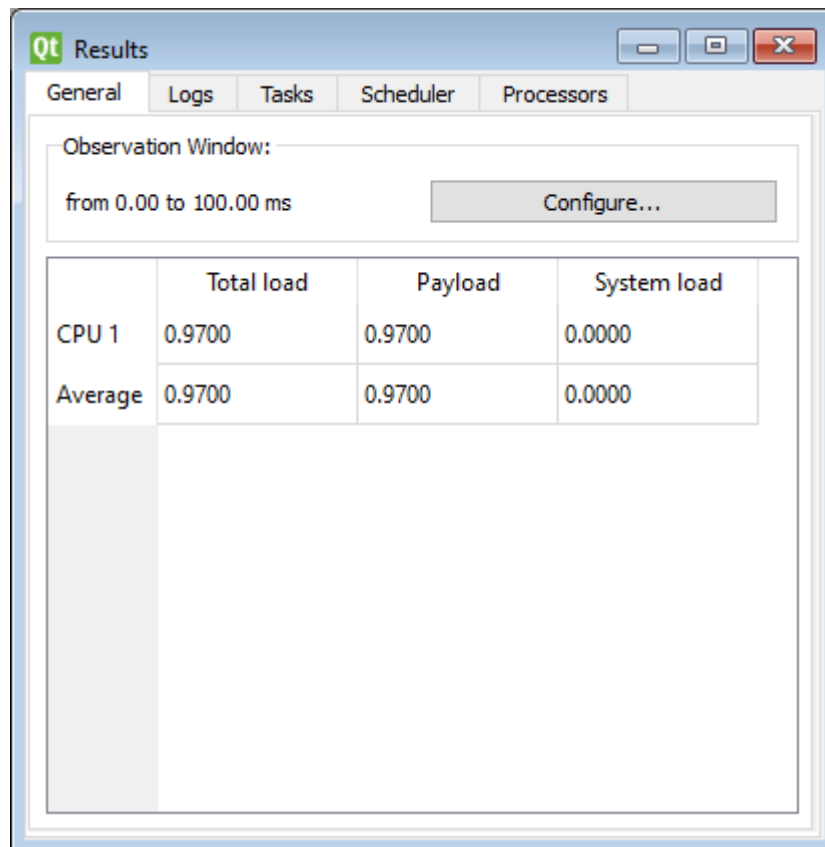 Qt Results
General Logs Tasks Scheduler Processors
Observation Window:
from 0.00 to 100.00 ms Configure...
Total load Payload System load
CPU 1 0.9700 0.9700 0.0000
Average 0.9700 0.9700 0.0000